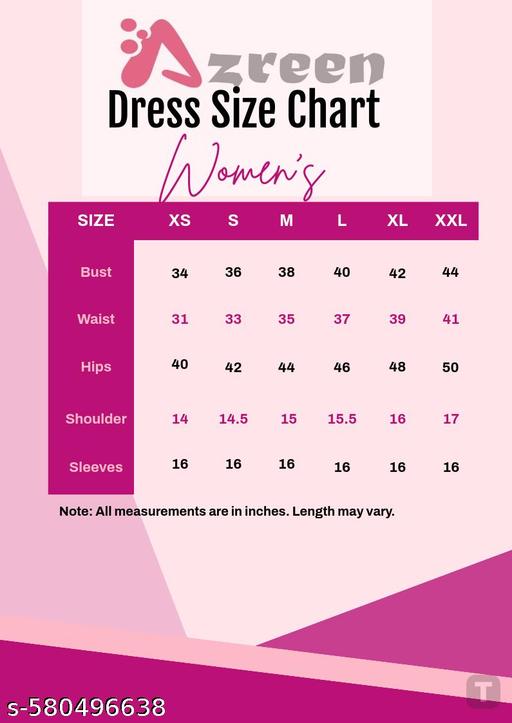 Azreen
Dress Size Chart
Women's
SIZE XS S M L XL XXL
Bust 34 36 38 40 42 44
Waist 31 33 35 37 39 41
Hips 40 42 44 46 48 50
Shoulder 14 14.5 15 15.5 16 17
Sleeves 16 16 16 16 16 16
Note: All measurements are in inches. Length may vary.
s-580496638
T